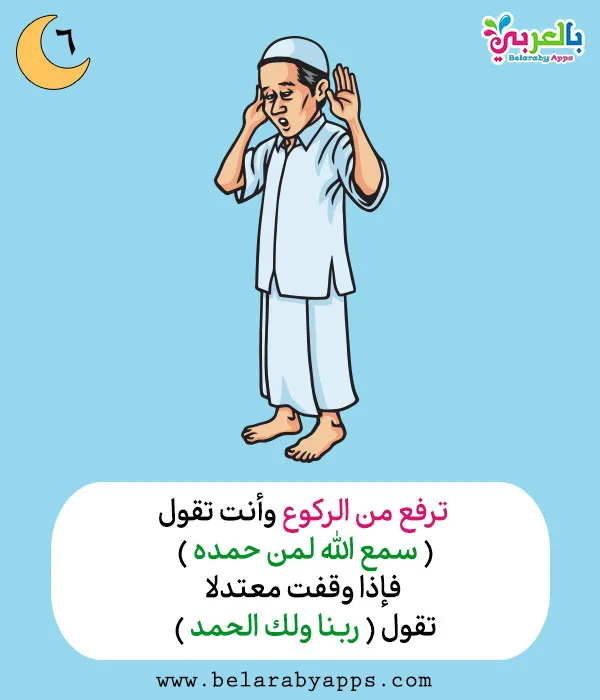 ٦
بالعربي
Belaraby Apps
ترفع من الركوع وأنت تقول
( سمع الله لمن حمده )
فإذا وقفت معتدلا
تقول ( ربنا ولك الحمد )
www.belarabyapps.com